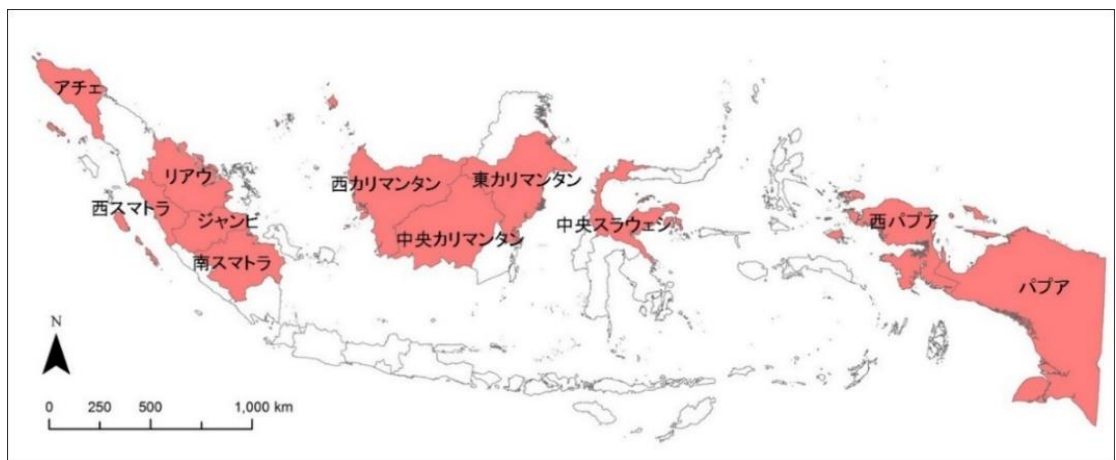 アチェ
リアウ
西スマトラ
ジャンビ
南スマトラ
西カリマンタン
東カリマンタン
中央カリマンタン
中央スラウェシ
西パプア
パプア
N
0 250 500 1,000 km